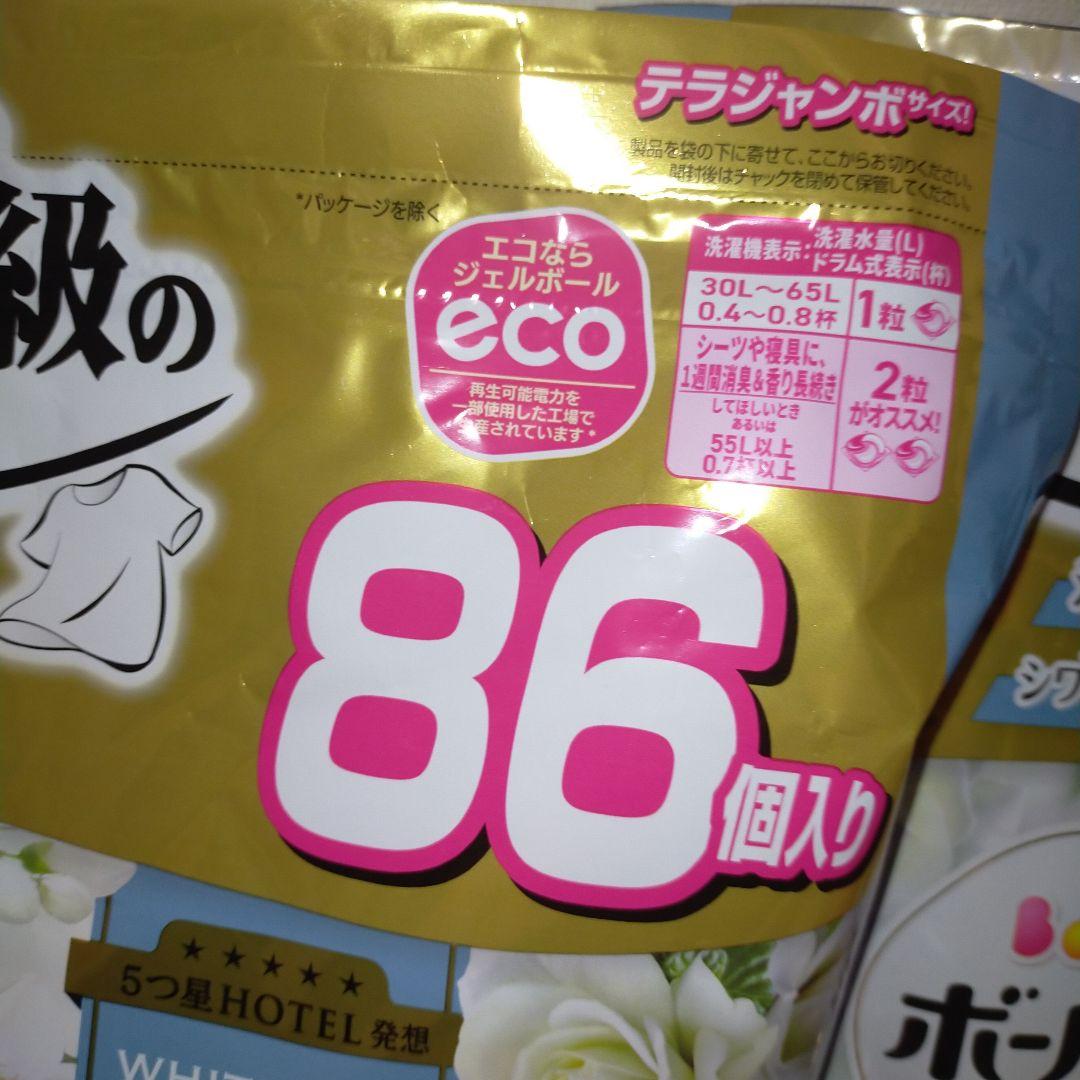 テラジャンボサイズ!
製品を袋の下に寄せて、ここからお切りください。
開封後はチャックを閉めて保管してください。
*パッケージを除く
級の
エコなら
ジェルボール
eco
再生可能電力を
一部使用した工場で
生産されています*
洗濯機表示:洗濯水量(L)
ドラム式表示(杯)
30L～65L
0.4～0.8杯
1粒
シーツや寝具に、
1週間消臭&香り長続き
してほしいとき
あるいは
55L以上
0.7杯以上
2粒
がオススメ!
86
個入り
シワ
★★★★★
5つ星HOTEL発想
WHIT
ボー